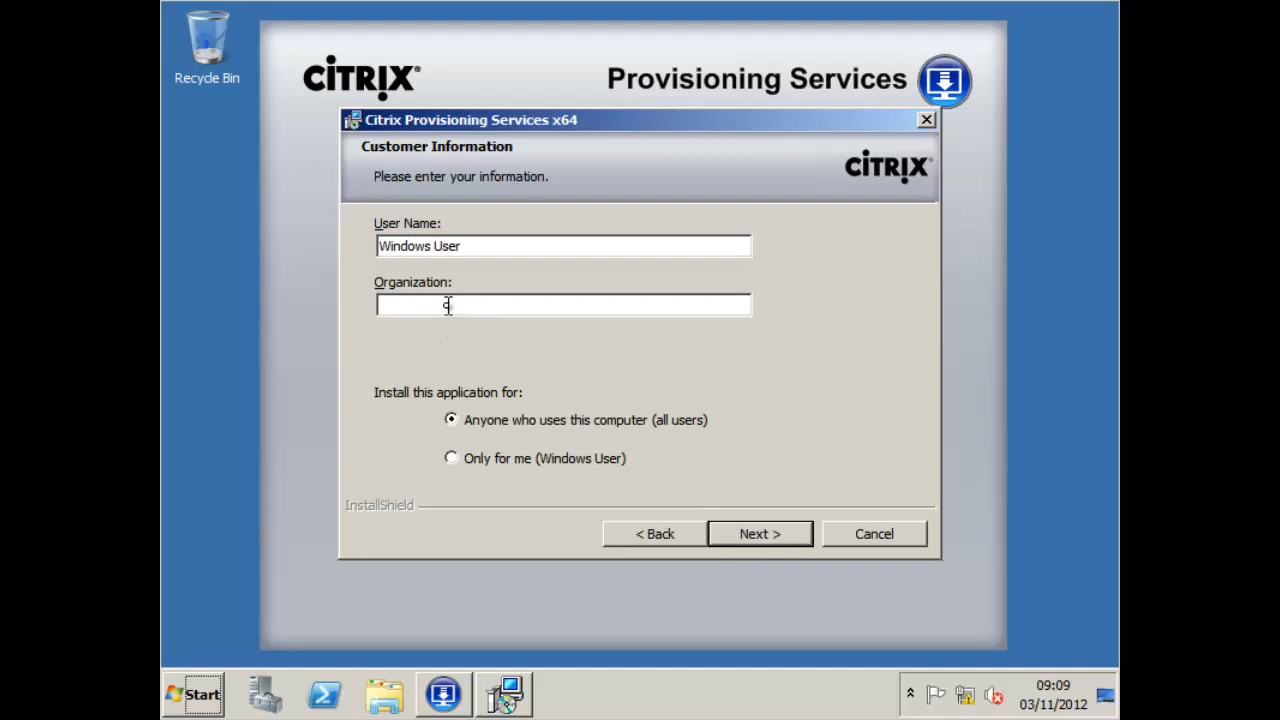 Recycle Bin
CITRIX®
Provisioning Services
Citrix Provisioning Services x64
Customer Information
Please enter your information.
CITRIX®
User Name:
Windows User
Organization:
Install this application for:
Anyone who uses this computer (all users)
Only for me (Windows User)
InstallShield
< Back
Next >
Cancel
Start
09:09
03/11/2012